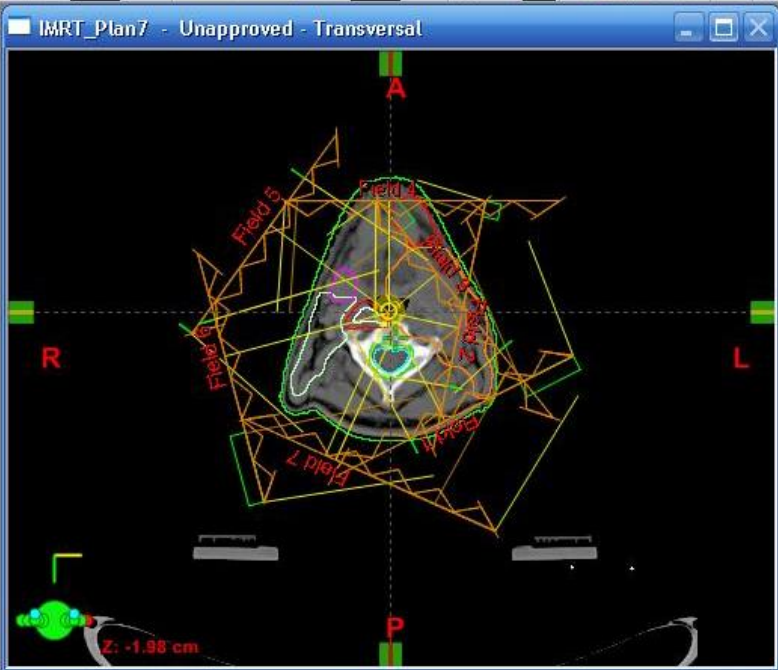 IMRT_Plan7 - Unapproved - Transversal
A
Field 4
Field 5
Field 3
Field 2
R
L
Field 6
Field 1
Field 7
P
Z: -1.98 cm